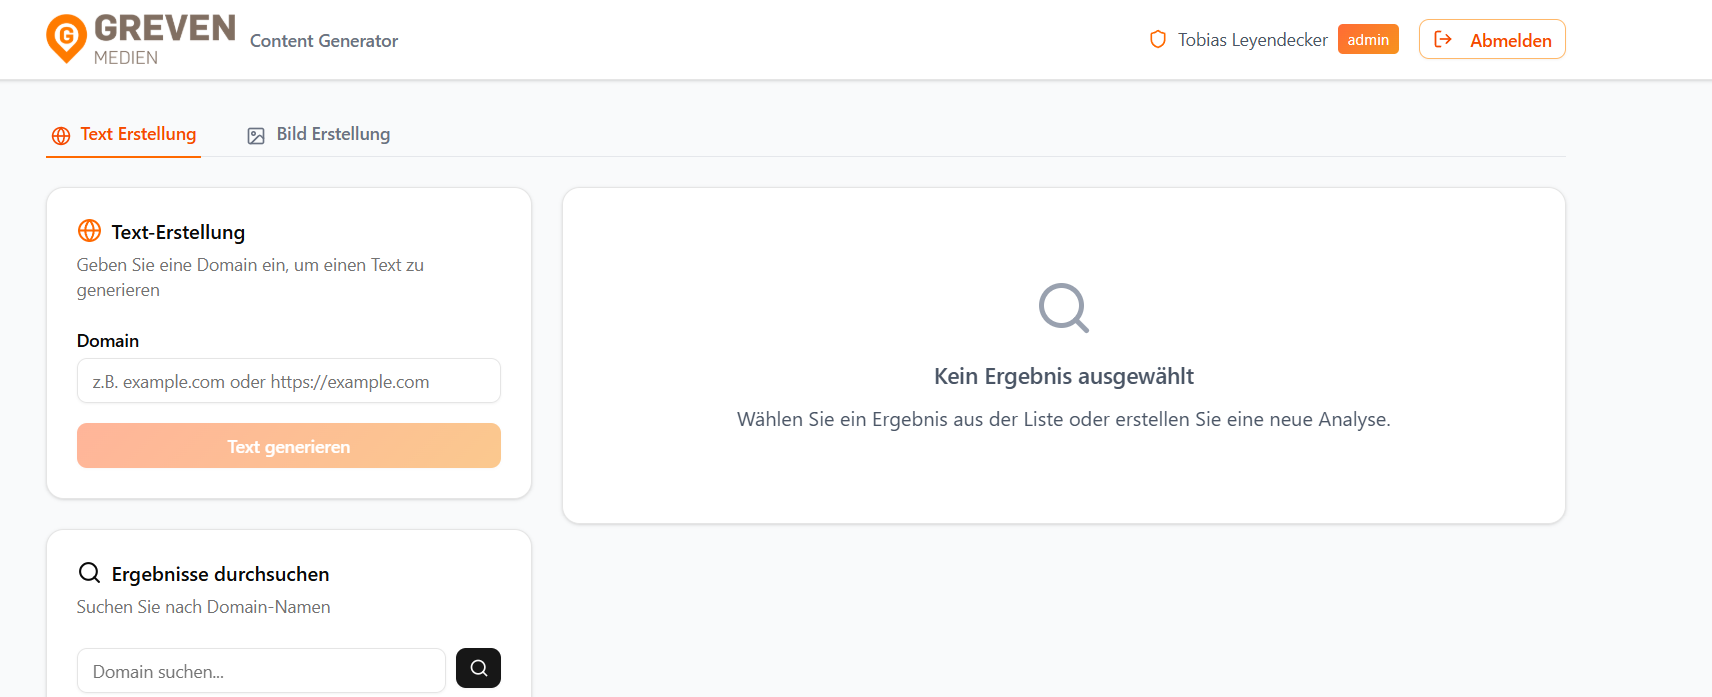 GREVEN
MEDIEN
Content Generator
Tobias Leyendecker
admin
Abmelden
Text Erstellung
Bild Erstellung
Text-Erstellung
Geben Sie eine Domain ein, um einen Text zu
generieren
Domain
z.B. example.com oder https://example.com
Text generieren
Kein Ergebnis ausgewählt
Wählen Sie ein Ergebnis aus der Liste oder erstellen Sie eine neue Analyse.
Ergebnisse durchsuchen
Suchen Sie nach Domain-Namen
Domain suchen...